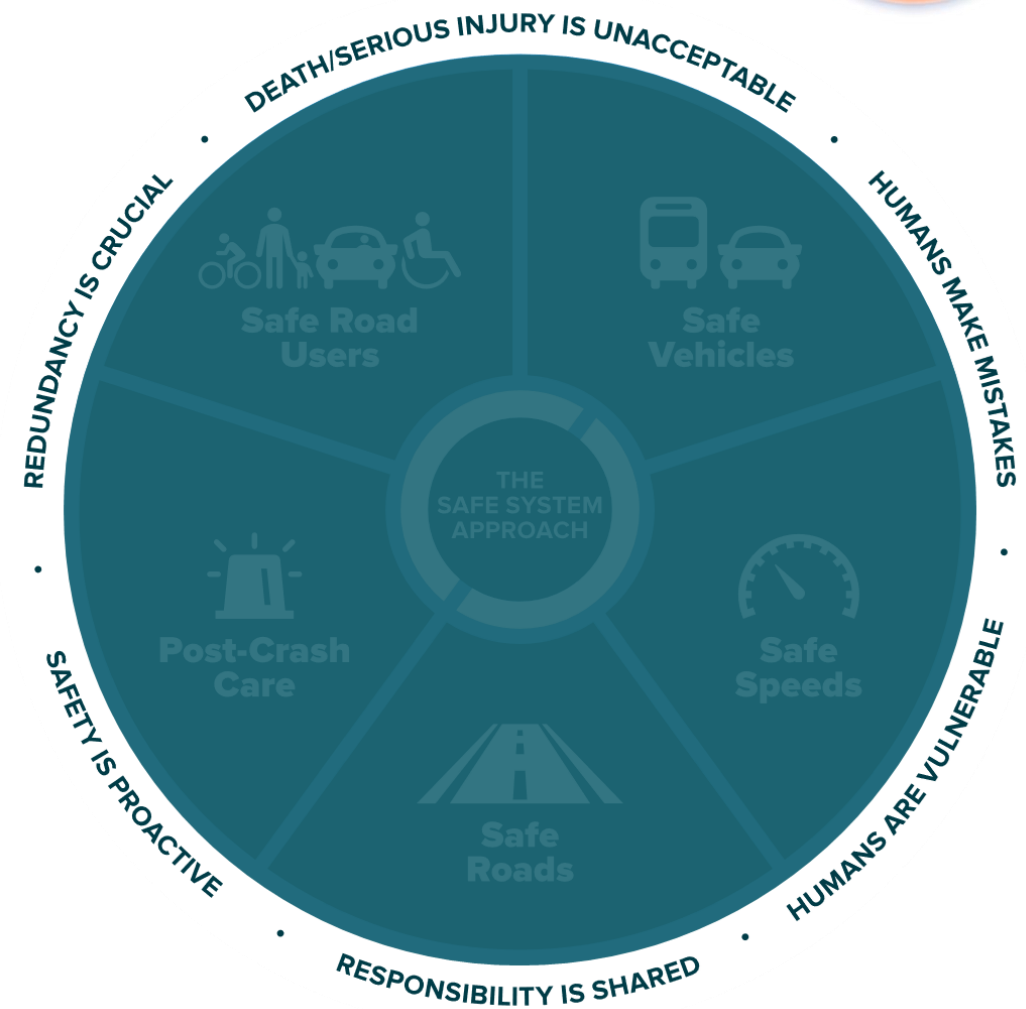 DEATH/SERIOUS INJURY IS UNACCEPTABLE
HUMANS MAKE MISTAKES
HUMANS ARE VULNERABLE
RESPONSIBILITY IS SHARED
SAFETY IS PROACTIVE
REDUNDANCY IS CRUCIAL
Safe Road
Users
Safe
Vehicles
THE
SAFE SYSTEM
APPROACH
Post-Crash
Care
Safe
Speeds
Safe
Roads